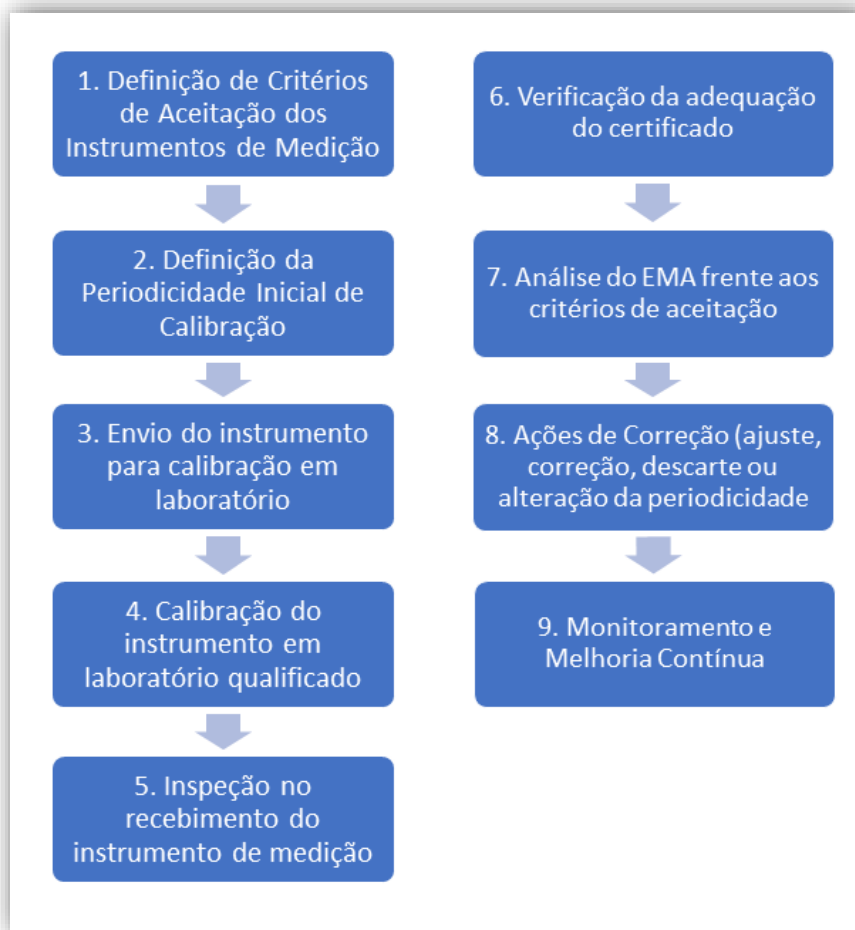 1. Definição de Critérios
de Aceitação dos
Instrumentos de Medição
2. Definição da
Periodicidade Inicial de
Calibração
3. Envio do instrumento
para calibração em
laboratório
4. Calibração do
instrumento em
laboratório qualificado
5. Inspeção no
recebimento do
instrumento de medição
6. Verificação da adequação
do certificado
7. Análise do EMA frente aos
critérios de aceitação
8. Ações de Correção (ajuste,
correção, descarte ou
alteração da periodicidade
9. Monitoramento e
Melhoria Contínua